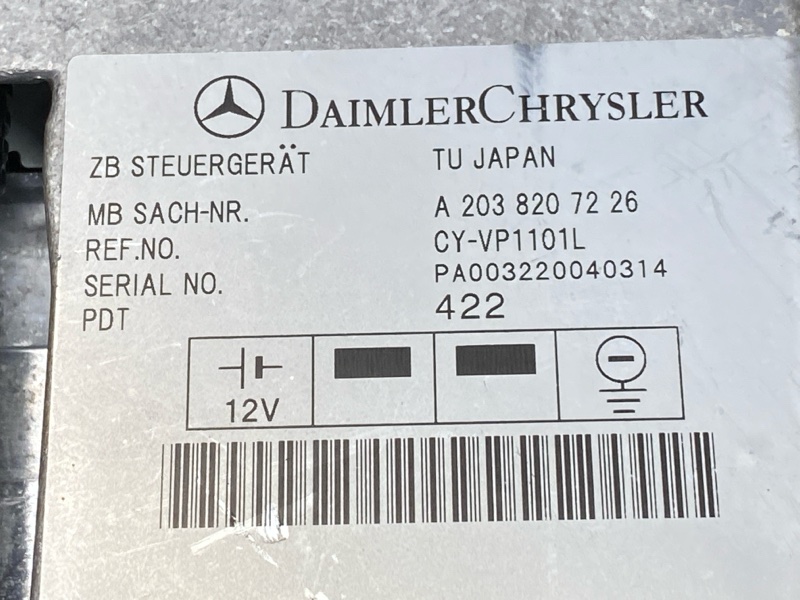 DAIMLERCHRYSLER
ZB STEUERGERÄT TU JAPAN
MB SACH-NR. A 203 820 72 26
REF.NO. CY-VP1101L
SERIAL NO. PA003220040314
PDT 422
12V